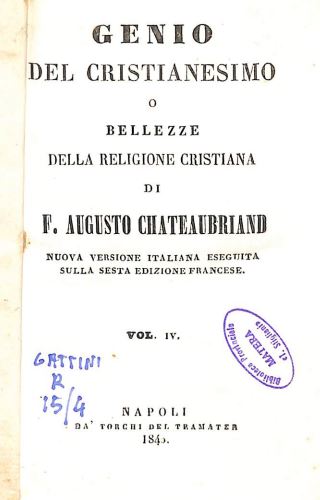 GENIO
DEL CRISTIANESIMO
O
BELLEZZE
DELLA RELIGIONE CRISTIANA
DI
F. AUGUSTO CHATEAUBRIAND
NUOVA VERSIONE ITALIANA ESEGUITA
SULLA SESTA EDIZIONE FRANCESE.
VOL. IV.
Biblioteca Provinciale
MATERA
GATTINI
R
15/4
NAPOLI
DA' TORCHI DEL TRAMATER